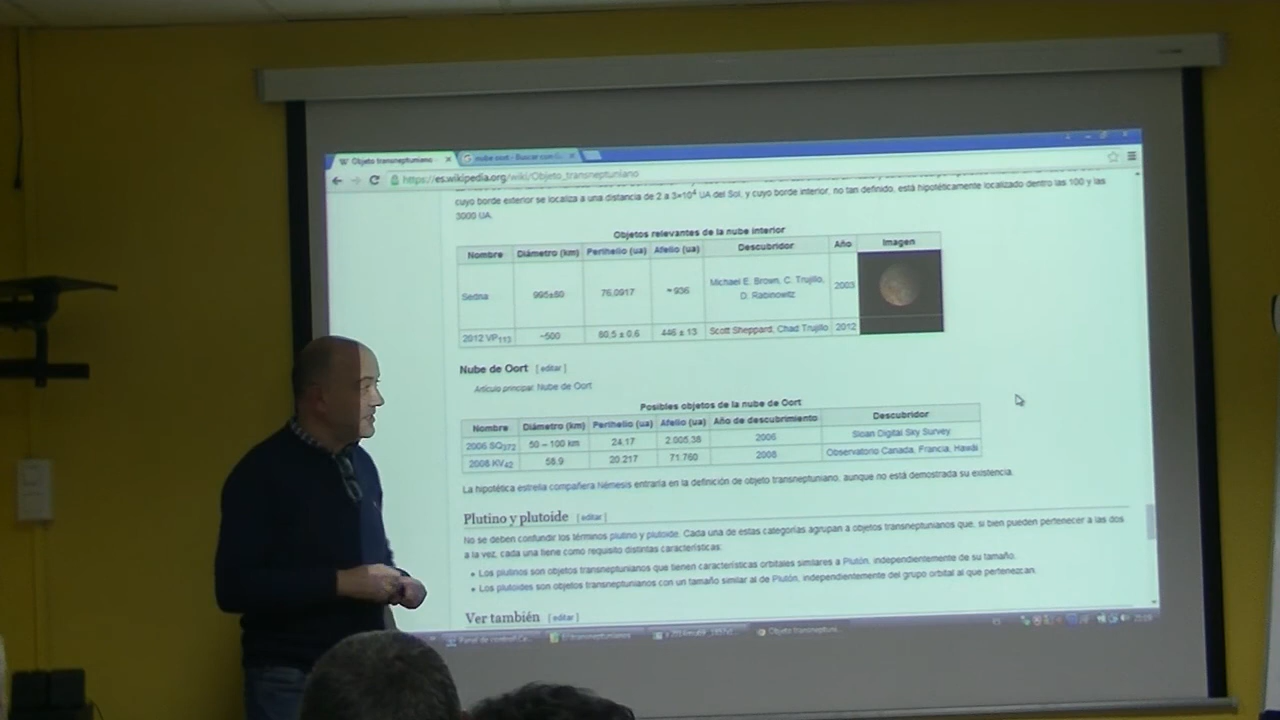 Objeto transneptuniano
nube oort - Buscar con G
https://es.wikipedia.org/wiki/Objeto_transneptuniano
cuyo borde exterior se localiza a una distancia de 2 a 3×10⁴ UA del Sol, y cuyo borde interior, no tan definido, está hipotéticamente localizado dentro las 100 y las
3000 UA.
Objetos relevantes de la nube interior
Nombre Diámetro (km) Perihelio (ua) Afelio (ua) Descubridor Año Imagen
Sedna 995±80 76,0917 ≈ 936 Michael E. Brown, C. Trujillo, D. Rabinowitz 2003
2012 VP₁₁₃ ~500 80,5 ± 0,6 446 ± 13 Scott Sheppard, Chad Trujillo 2012
Nube de Oort [editar]
Artículo principal: Nube de Oort
Posibles objetos de la nube de Oort
Nombre Diámetro (km) Perihelio (ua) Afelio (ua) Año de descubrimiento Descubridor
2006 SQ₃₇₂ 50 – 100 km 24,17 2.005,38 2006 Sloan Digital Sky Survey
2008 KV₄₂ 58.9 20.217 71.760 2008 Observatorio Canada, Francia, Hawái
La hipotética estrella compañera Némesis entraría en la definición de objeto transneptuniano, aunque no está demostrada su existencia.
Plutino y plutoide [editar]
No se deben confundir los términos plutino y plutoide. Cada una de estas categorías agrupan a objetos transneptunianos que, si bien pueden pertenecer a las dos
a la vez, cada una tiene como requisito distintas características:
• Los plutinos son objetos transneptunianos que tienen características orbitales similares a Plutón, independientemente de su tamaño.
• Los plutoides son objetos transneptunianos con un tamaño similar al de Plutón, independientemente del grupo orbital al que pertenezcan.
Ver también [editar]
Panel de control